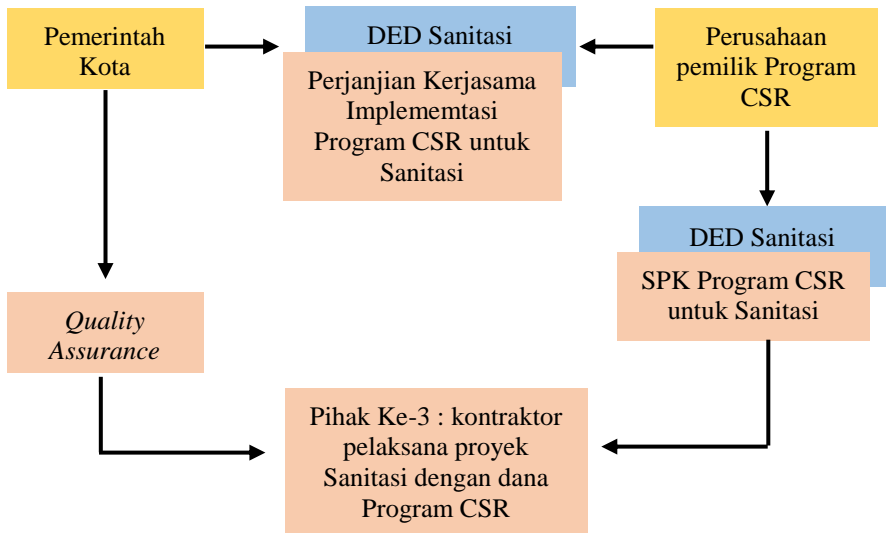 Pemerintah
Kota
DED Sanitasi
Perjanjian Kerjasama
Implememtasi
Program CSR untuk
Sanitasi
Perusahaan
pemilik Program
CSR
DED Sanitasi
SPK Program CSR
untuk Sanitasi
Quality
Assurance
Pihak Ke-3 : kontraktor
pelaksana proyek
Sanitasi dengan dana
Program CSR